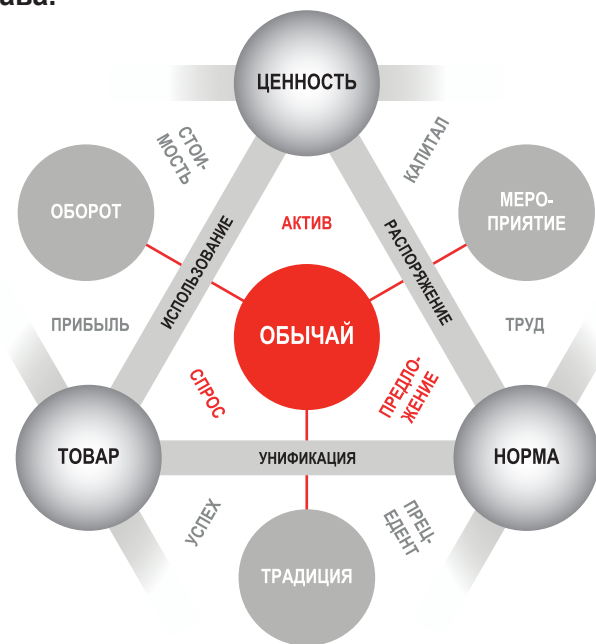 ЦЕННОСТЬ
СТОИ-
МОСТЬ
КАПИТАЛ
ОБОРОТ
МЕРО-
ПРИЯТИЕ
АКТИВ
ИСПОЛЬЗОВАНИЕ
РАСПОРЯЖЕНИЕ
ПРИБЫЛЬ
ОБЫЧАЙ
ТРУД
СПРОС
ПРЕДЛО-
ЖЕНИЕ
ТОВАР
УНИФИКАЦИЯ
НОРМА
УСПЕХ
ПРЕЦ-
ЕДЕНТ
ТРАДИЦИЯ